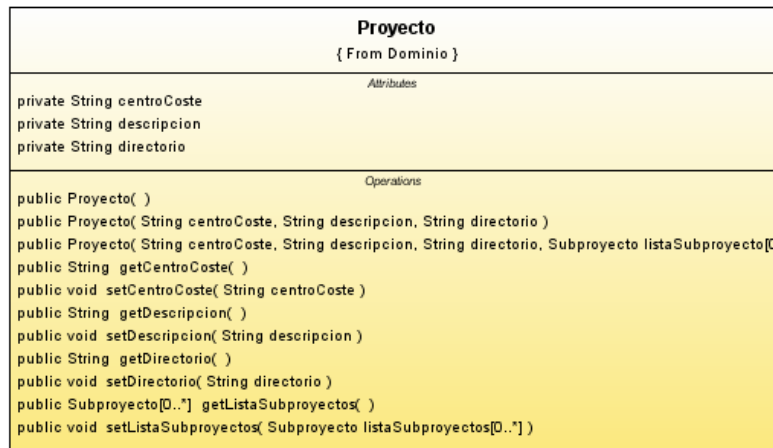 Proyecto
{ From Dominio }
Attributes
private String centroCoste
private String descripcion
private String directorio
Operations
public Proyecto( )
public Proyecto( String centroCoste, String descripcion, String directorio )
public Proyecto( String centroCoste, String descripcion, String directorio, Subproyecto listaSubproyecto[0
public String getCentroCoste( )
public void setCentroCoste( String centroCoste )
public String getDescripcion( )
public void setDescripcion( String descripcion )
public String getDirectorio( )
public void setDirectorio( String directorio )
public Subproyecto[0..*] getListaSubproyectos( )
public void setListaSubproyectos( Subproyecto listaSubproyectos[0..*] )